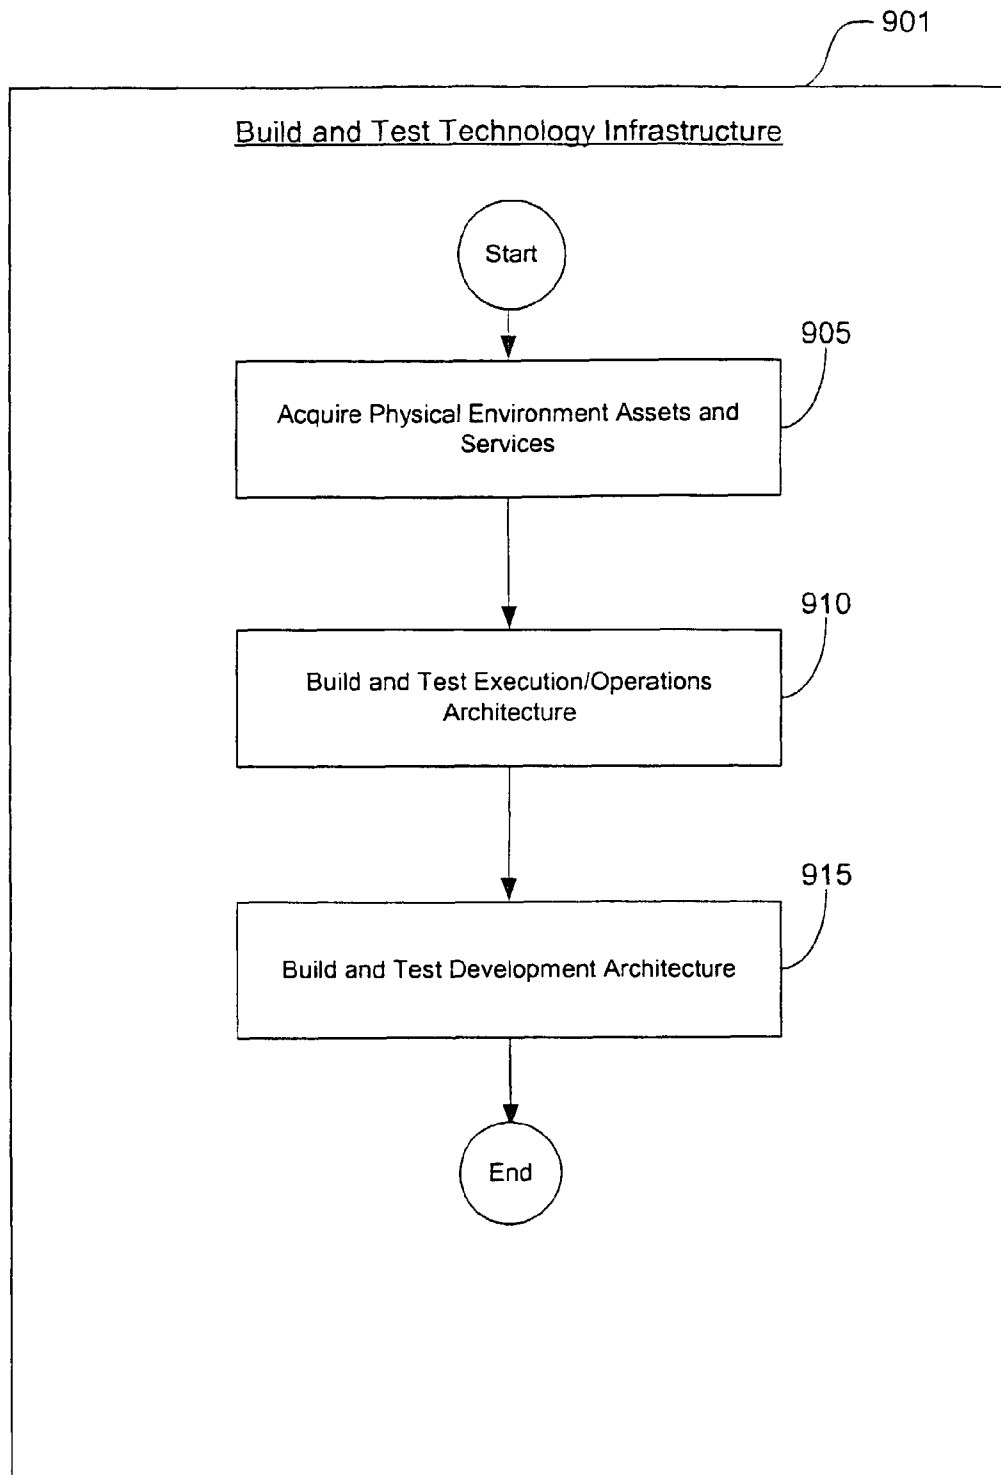 901
Build and Test Technology Infrastructure
Start
905
Acquire Physical Environment Assets and
Services
910
Build and Test Execution/Operations
Architecture
915
Build and Test Development Architecture
End